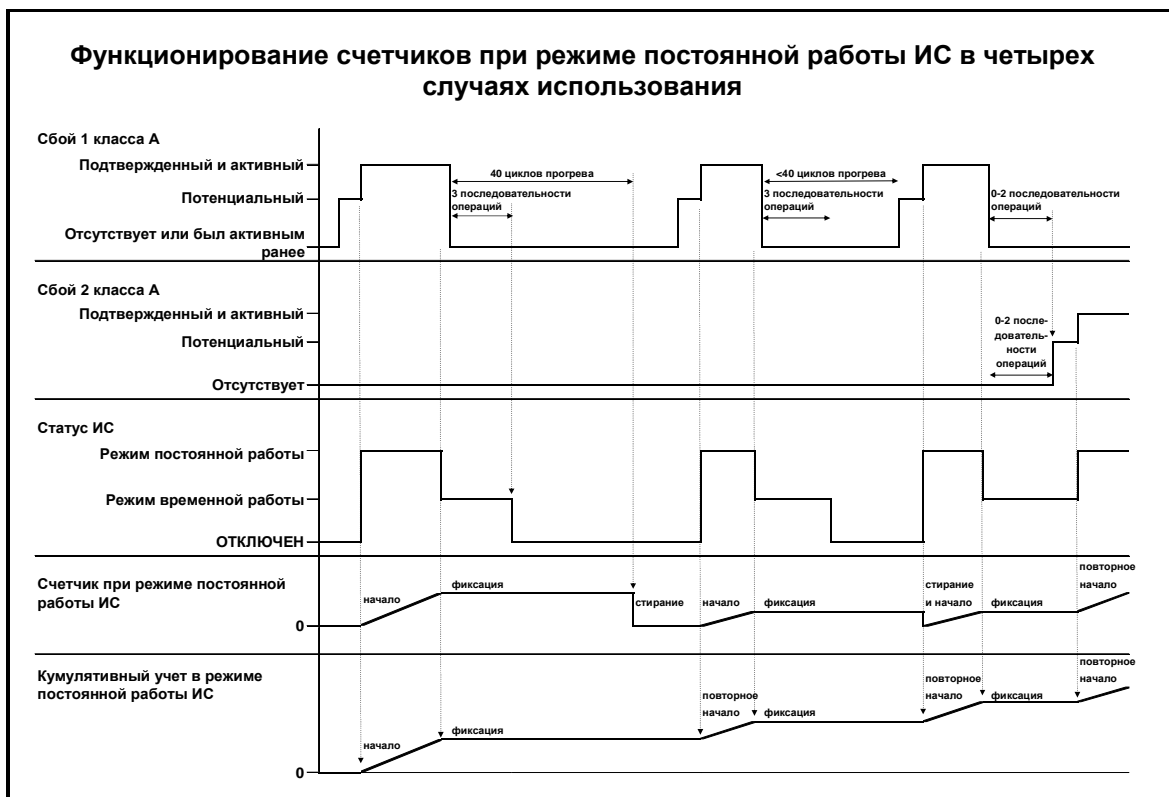 Функционирование счетчиков при режиме постоянной работы ИС в четырех
случаях использования
Сбой 1 класса А
Подтвержденный и активный
40 циклов прогрева
<40 циклов прогрева
Потенциальный
3 последовательности
операций
3 последовательности
операций
0-2 последовательности
операций
Отсутствует или был активным
ранее
Сбой 2 класса А
Подтвержденный и активный
Потенциальный
0-2 после-
дователь-
ности
операций
Отсутствует
Статус ИС
Режим постоянной работы
Режим временной работы
ОТКЛЮЧЕН
Счетчик при режиме постоянной
работы ИС
0
начало
фиксация
стирание
начало
фиксация
стирание
и начало
фиксация
повторное
начало
Кумулятивный учет в режиме
постоянной работы ИС
0
начало
фиксация
повторное
начало
фиксация
повторное
начало
фиксация
повторное
начало